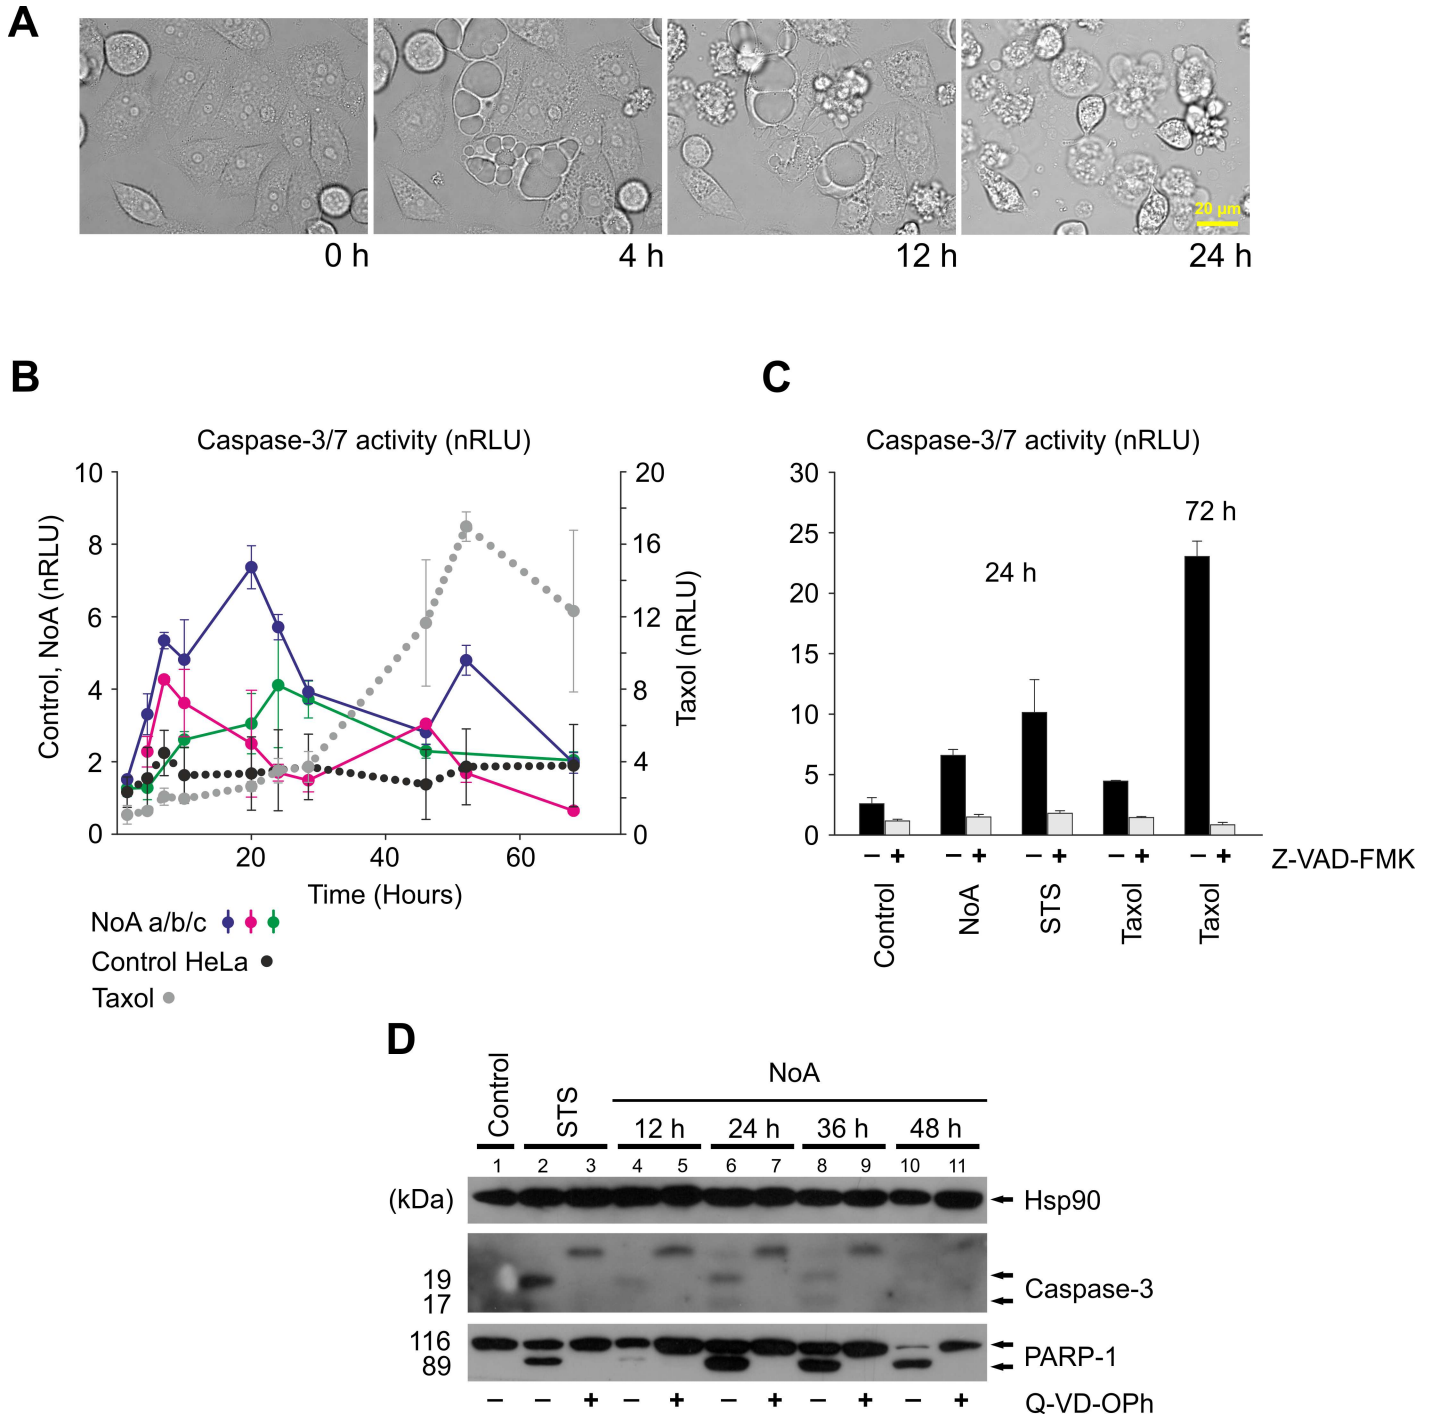 A
0 h
4 h
12 h
24 h
20 µm
B
Caspase-3/7 activity (nRLU)
Control, NoA (nRLU)
10
8
6
4
2
0
20
16
12
8
4
0
Taxol (nRLU)
20
40
60
Time (Hours)
NoA a/b/c
Control HeLa
Taxol
C
Caspase-3/7 activity (nRLU)
30
25
20
15
10
5
0
24 h
72 h
– + – + – + – + – +
Z-VAD-FMK
Control
NoA
STS
Taxol
Taxol
D
Control
STS
NoA
12 h
24 h
36 h
48 h
1 2 3 4 5 6 7 8 9 10 11
(kDa)
Hsp90
19
17
Caspase-3
116
89
PARP-1
– – + – + – + – + – +
Q-VD-OPh